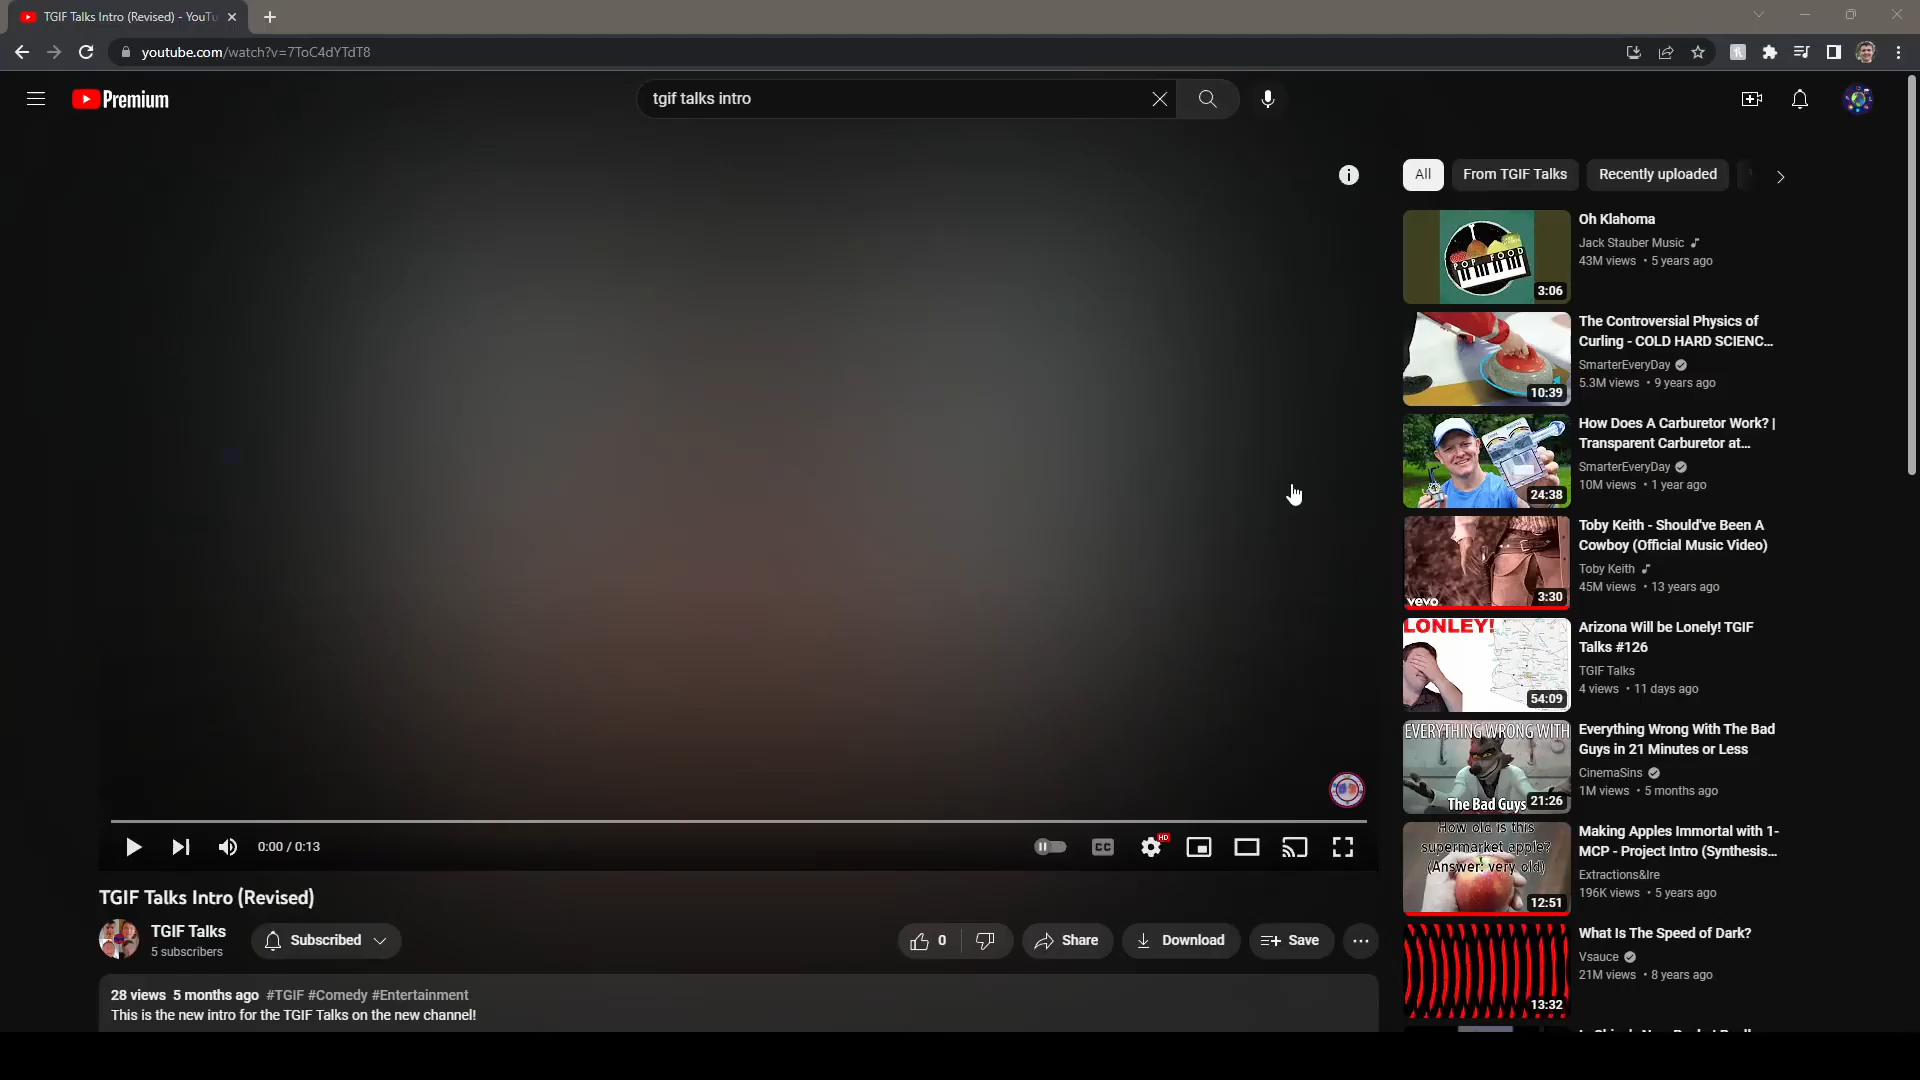 TGIF Talks Intro (Revised) - YouTu
youtube.com/watch?v=7ToC4dYTdT8
Premium
tgif talks intro
All
From TGIF Talks
Recently uploaded
POP FOOD
3:06
Oh Klahoma
Jack Stauber Music
43M views • 5 years ago
10:39
The Controversial Physics of
Curling - COLD HARD SCIENC...
SmarterEveryDay
5.3M views • 9 years ago
24:38
How Does A Carburetor Work? |
Transparent Carburetor at...
SmarterEveryDay
10M views • 1 year ago
vevo
3:30
Toby Keith - Should've Been A
Cowboy (Official Music Video)
Toby Keith
45M views • 13 years ago
LONLEY!
54:09
Arizona Will be Lonely! TGIF
Talks #126
TGIF Talks
4 views • 11 days ago
EVERYTHING WRONG WITH
The Bad Guys
21:26
Everything Wrong With The Bad
Guys in 21 Minutes or Less
CinemaSins
1M views • 5 months ago
How old is this
supermarket apple?
(Answer: very old)
12:51
Making Apples Immortal with 1-
MCP - Project Intro (Synthesis...
Extractions&Ire
196K views • 5 years ago
13:32
What Is The Speed of Dark?
Vsauce
21M views • 8 years ago
0:00 / 0:13
CC
HD
TGIF Talks Intro (Revised)
TGIF Talks
5 subscribers
Subscribed
0
Share
Download
Save
28 views 5 months ago #TGIF #Comedy #Entertainment
This is the new intro for the TGIF Talks on the new channel!